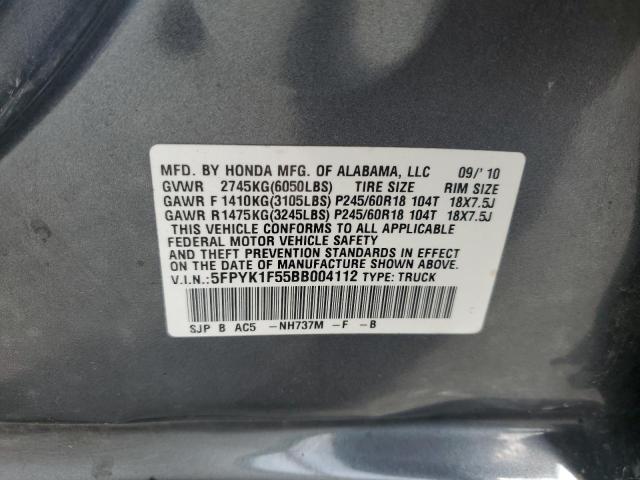 MFD. BY HONDA MFG. OF ALABAMA, LLC 09/' 10
GVWR 2745KG(6050LBS) TIRE SIZE RIM SIZE
GAWR F 1410KG(3105LBS) P245/60R18 104T 18X7.5J
GAWR R1475KG(3245LBS) P245/60R18 104T 18X7.5J
THIS VEHICLE CONFORMS TO ALL APPLICABLE
FEDERAL MOTOR VEHICLE SAFETY
AND THEFT PREVENTION STANDARDS IN EFFECT
ON THE DATE OF MANUFACTURE SHOWN ABOVE.
V.I.N.:5FPYK1F55BB004112 TYPE: TRUCK
SJP B AC5 -NH737M -F -B